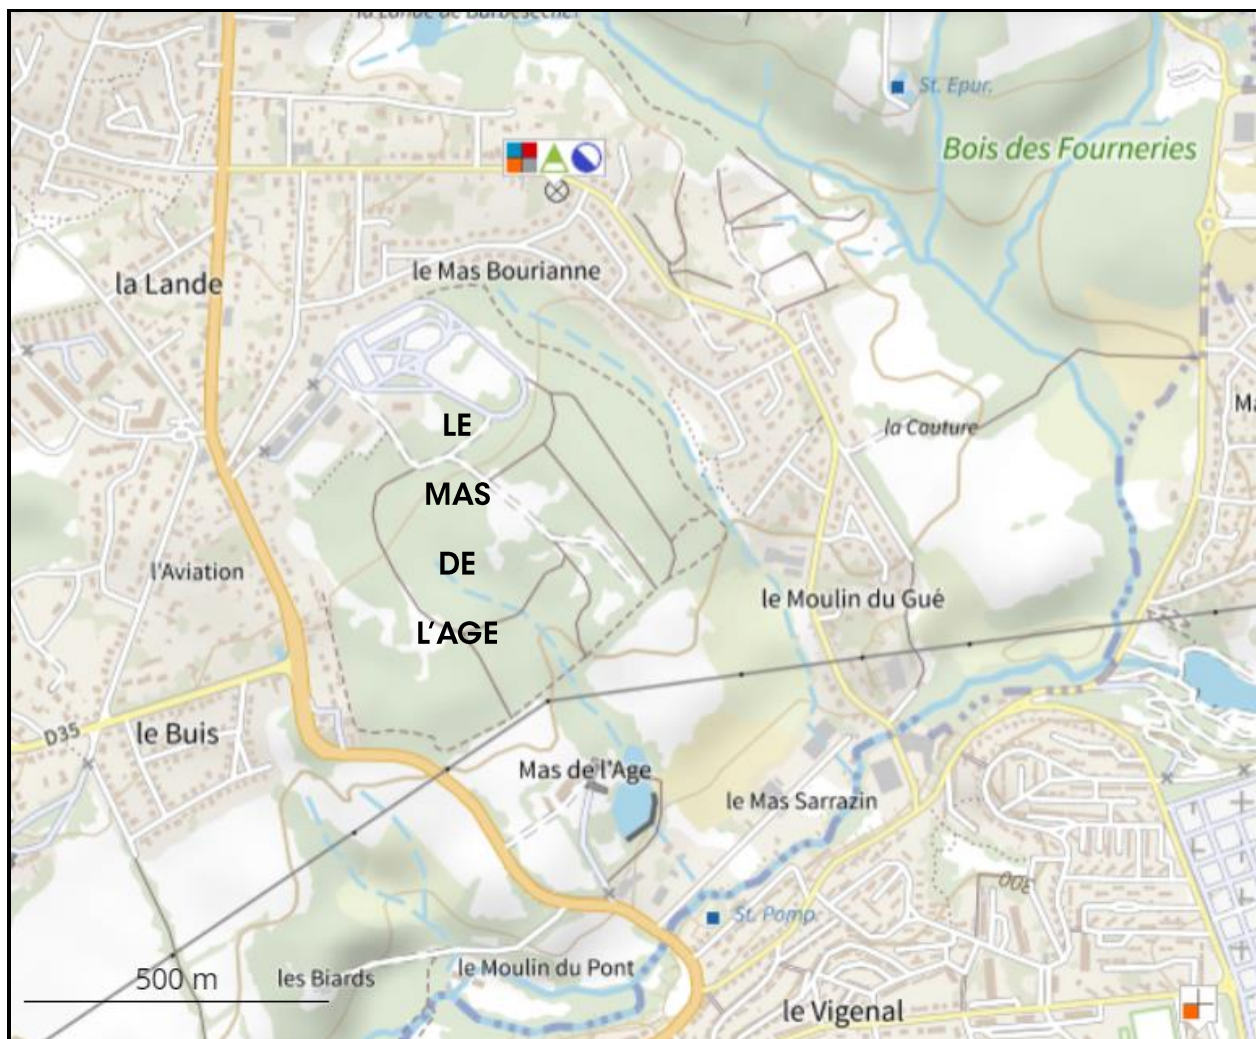 la Lande de Barbesèche
St. Epur.
Bois des Fourneries
le Mas Bourianne
la Lande
LE
la Couture
MAS
DE
l'Aviation
le Moulin du Gué
L'AGE
D35
le Buis
Mas de l'Age
le Mas Sarrazin
300
St. Pomp.
500 m
les Biards
le Moulin du Pont
le Vigenal